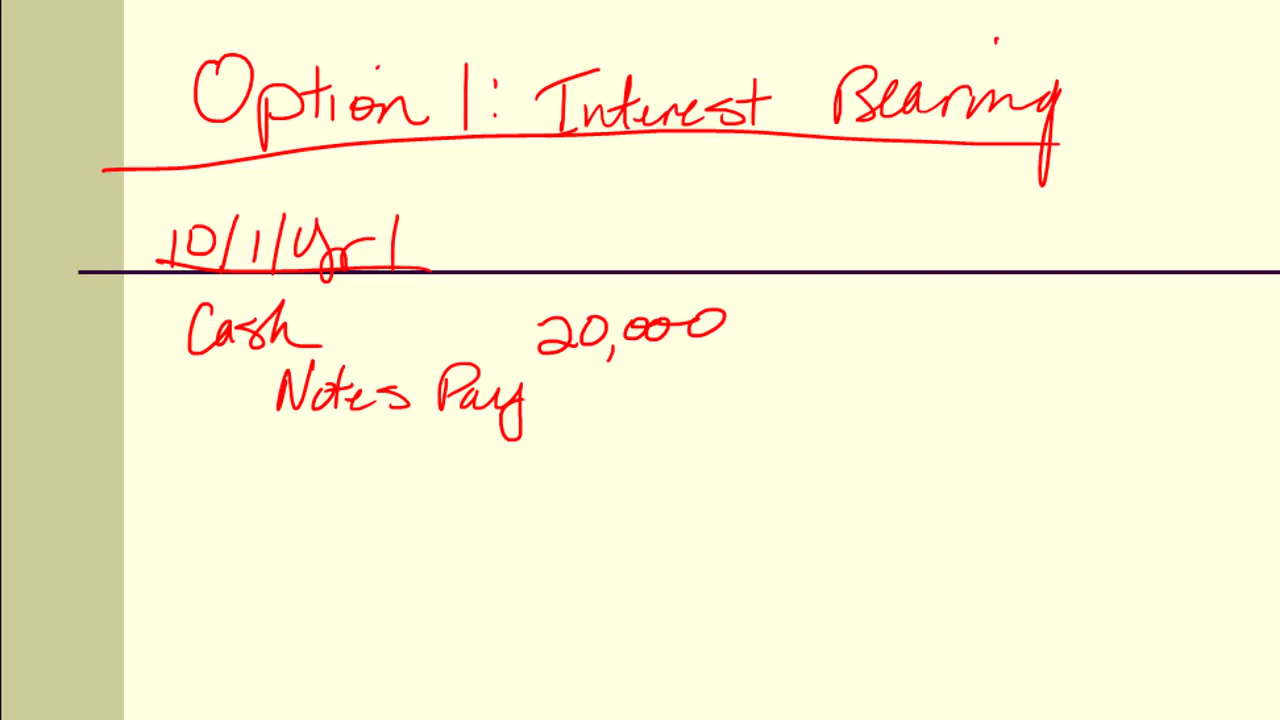 Option 1: Interest Bearing
10/1/Yr 1
Cash 20,000
Notes Pay